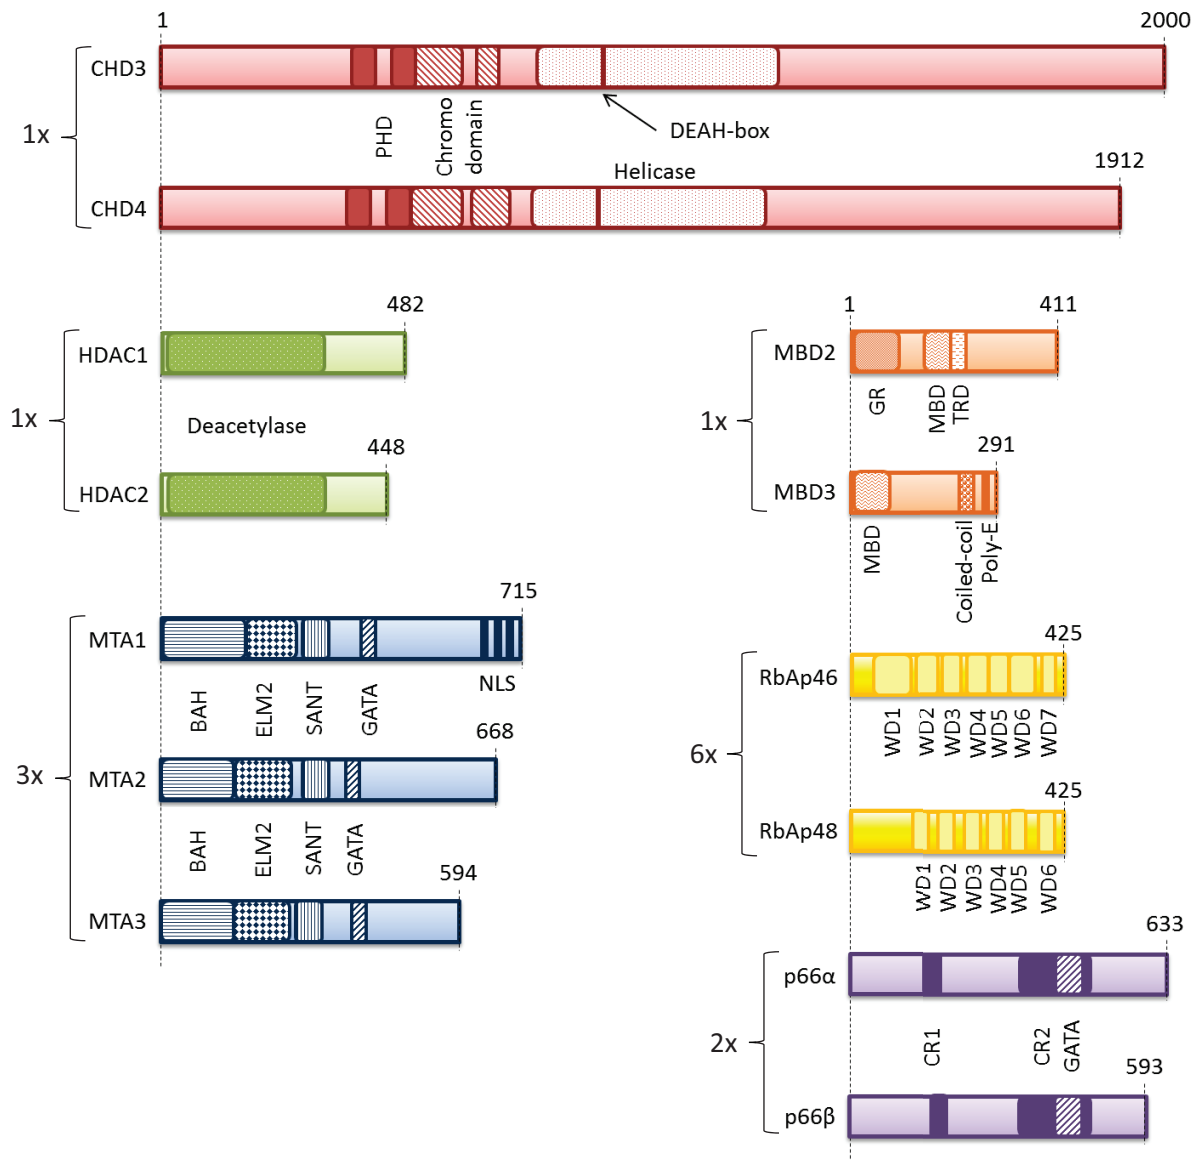 1
2000
CHD3
1x
PHD
Chromo
domain
DEAH-box
Helicase
1912
CHD4
482
HDAC1
1x
Deacetylase
448
HDAC2
1
411
MBD2
GR
MBD
TRD
1x
291
MBD3
MBD
Coiled-coil
Poly-E
715
MTA1
NLS
BAH
ELM2
SANT
GATA
668
3x
MTA2
BAH
ELM2
SANT
GATA
594
MTA3
425
RbAp46
WD1
WD2
WD3
WD4
WD5
WD6
WD7
6x
425
RbAp48
WD1
WD2
WD3
WD4
WD5
WD6
633
p66α
2x
CR1
CR2
GATA
593
p66β